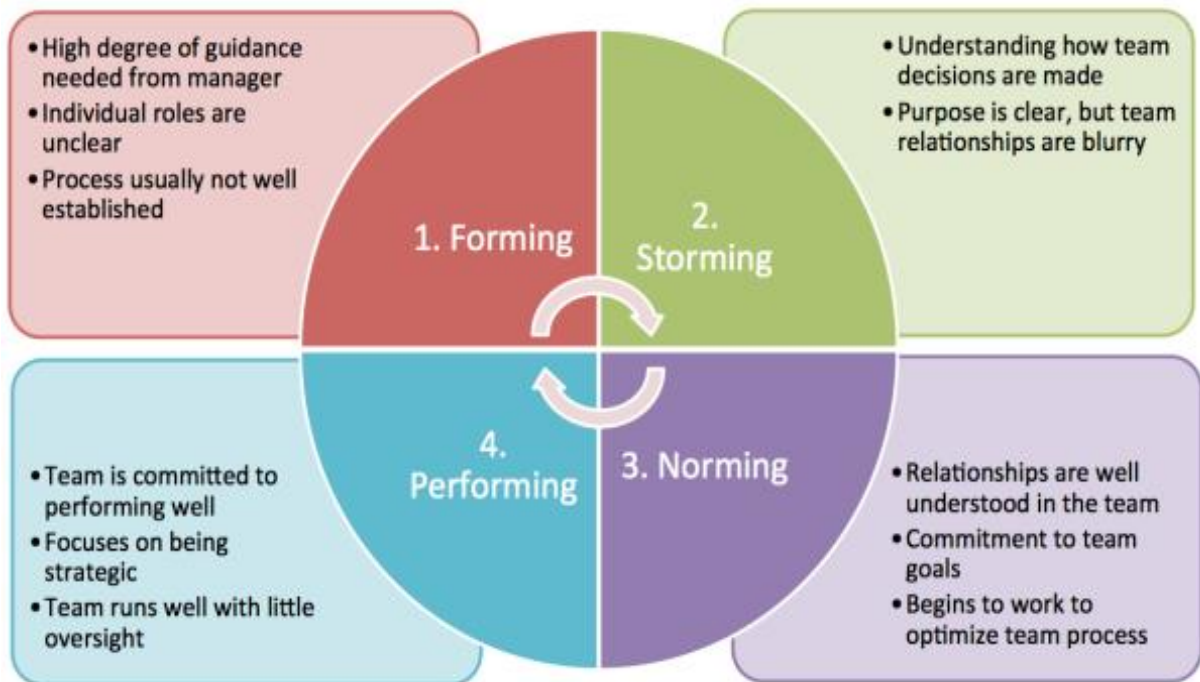 • High degree of guidance
needed from manager
• Individual roles are
unclear
• Process usually not well
established
1. Forming
• Understanding how team
decisions are made
• Purpose is clear, but team
relationships are blurry
2.
Storming
• Team is committed to
performing well
• Focuses on being
strategic
• Team runs well with little
oversight
4.
Performing
3. Norming
• Relationships are well
understood in the team
• Commitment to team
goals
• Begins to work to
optimize team process